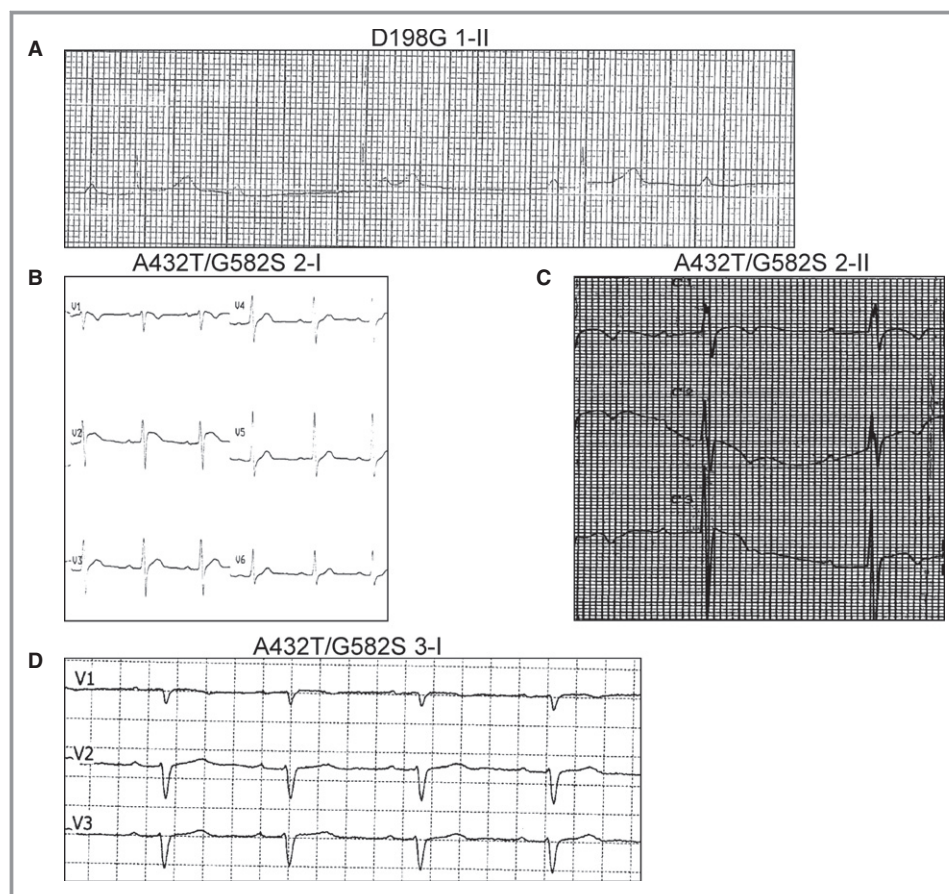 D198G 1-II
A
A432T/G582S 2-I
B
V1 V4
V2 V5
V3 V6
A432T/G582S 2-II
C
A432T/G582S 3-I
D
V1
V2
V3